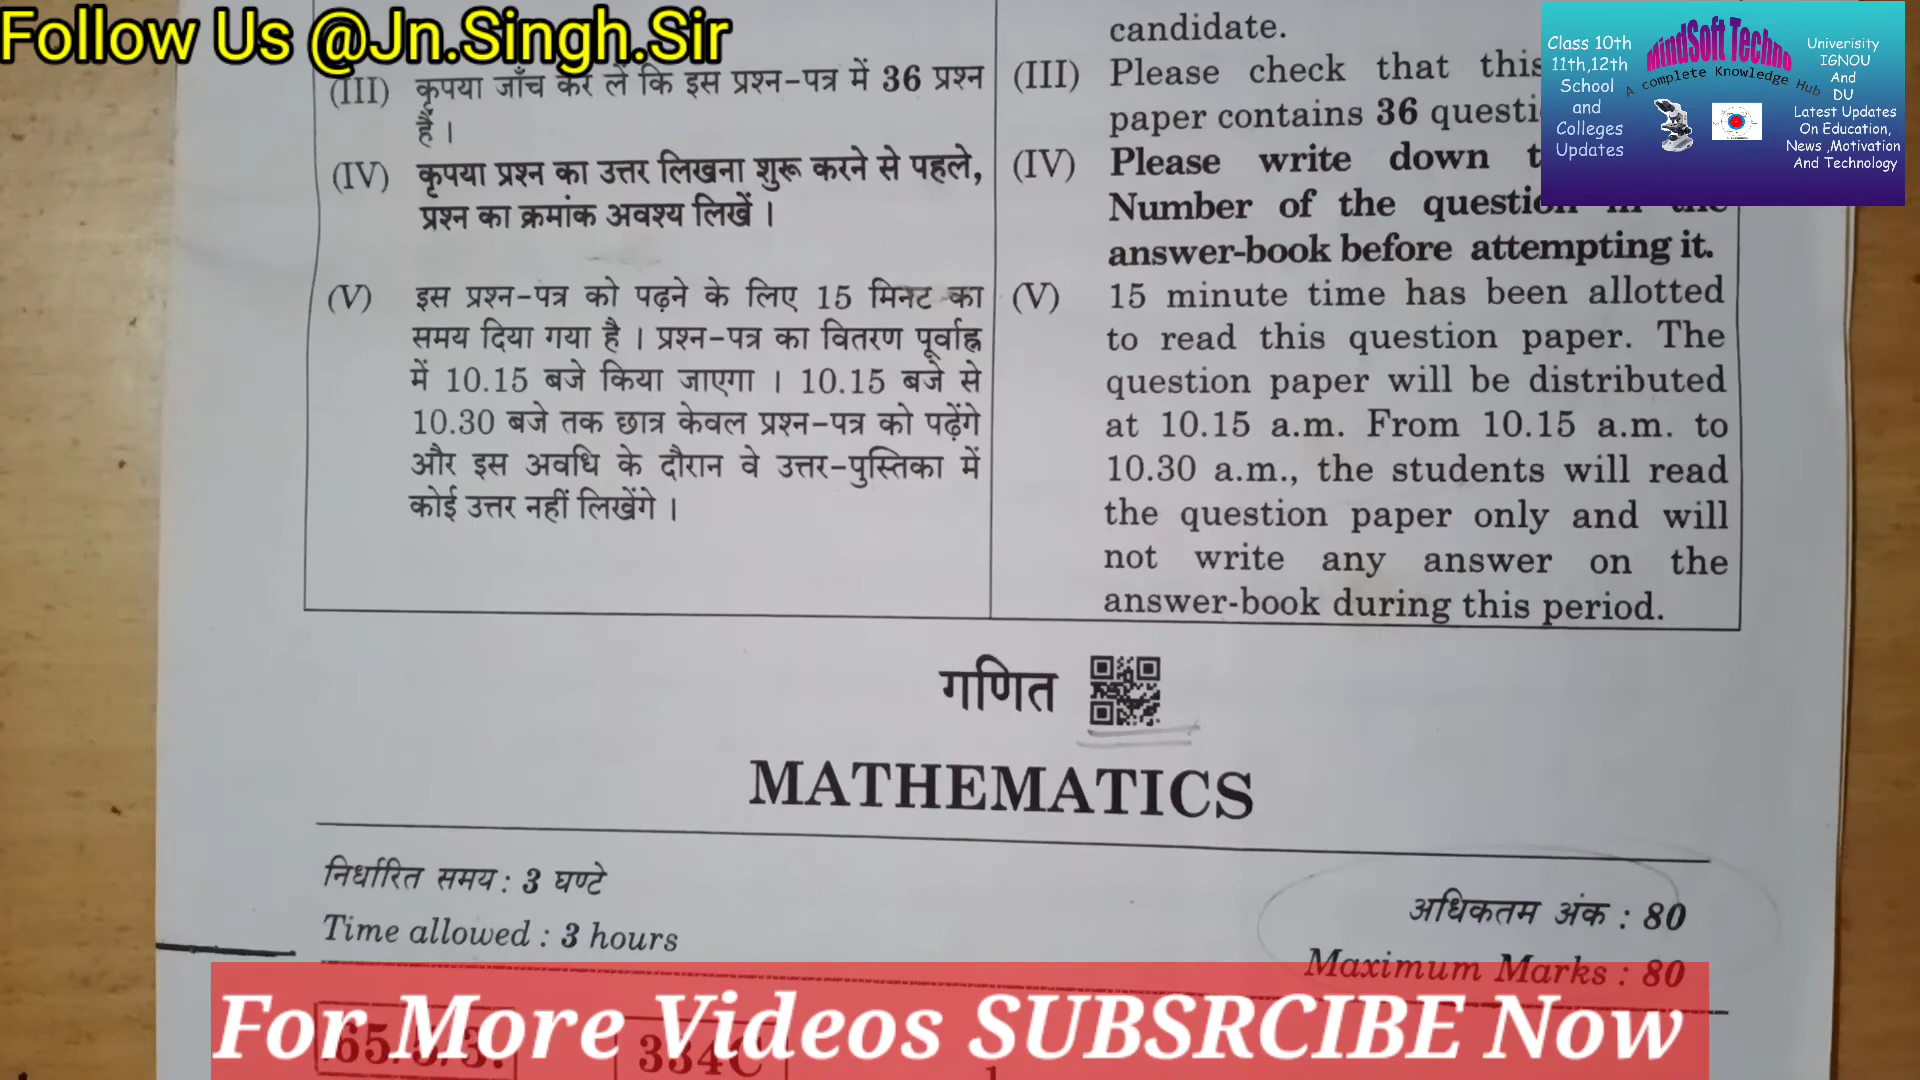 Follow Us @Jn.Singh.Sir
(III) कृपया जाँच कर लें कि इस प्रश्न-पत्र में 36 प्रश्न
हैं ।
(IV) कृपया प्रश्न का उत्तर लिखना शुरू करने से पहले,
प्रश्न का क्रमांक अवश्य लिखें ।
(V) इस प्रश्न-पत्र को पढ़ने के लिए 15 मिनट का
समय दिया गया है । प्रश्न-पत्र का वितरण पूर्वाह्न
में 10.15 बजे किया जाएगा । 10.15 बजे से
10.30 बजे तक छात्र केवल प्रश्न-पत्र को पढ़ेंगे
और इस अवधि के दौरान वे उत्तर-पुस्तिका में
कोई उत्तर नहीं लिखेंगे ।
candidate.
(III) Please check that this
paper contains 36
(IV) Please write down
Number of the question in the
answer-book before attempting it.
(V) 15 minute time has been allotted
to read this question paper. The
question paper will be distributed
at 10.15 a.m. From 10.15 a.m. to
10.30 a.m., the students will read
the question paper only and will
not write any answer on the
answer-book during this period.
Class 10th
11th,12th
School
and
Colleges
Updates
MindSoft Techno
A complete Knowledge Hub
Univerisity
IGNOU
And
DU
Latest Updates
On Education,
News ,Motivation
And Technology
गणित
MATHEMATICS
निर्धारित समय : 3 घण्टे
Time allowed : 3 hours
अधिकतम अंक : 80
Maximum Marks : 80
For More Videos SUBSRCIBE Now
65/3/3.
334C